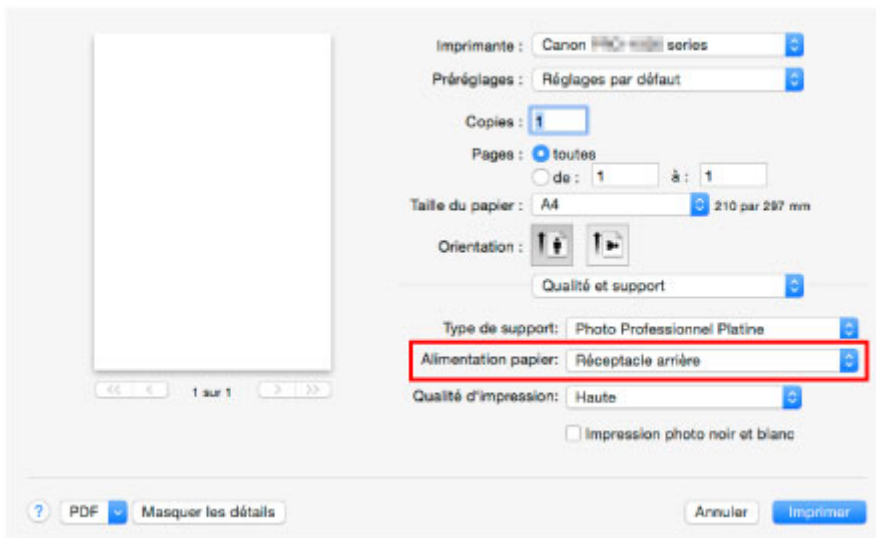 Imprimante : Canon series
Préréglages : Réglages par défaut
Copies : 1
Pages : toutes
de : 1 à : 1
Taille du papier : A4 210 par 297 mm
Orientation :
Qualité et support
Type de support: Photo Professionnel Platine
Alimentation papier: Réceptacle arrière
1 sur 1
Qualité d'impression: Haute
Impression photo noir et blanc
? PDF Masquer les détails Annuler Imprimer